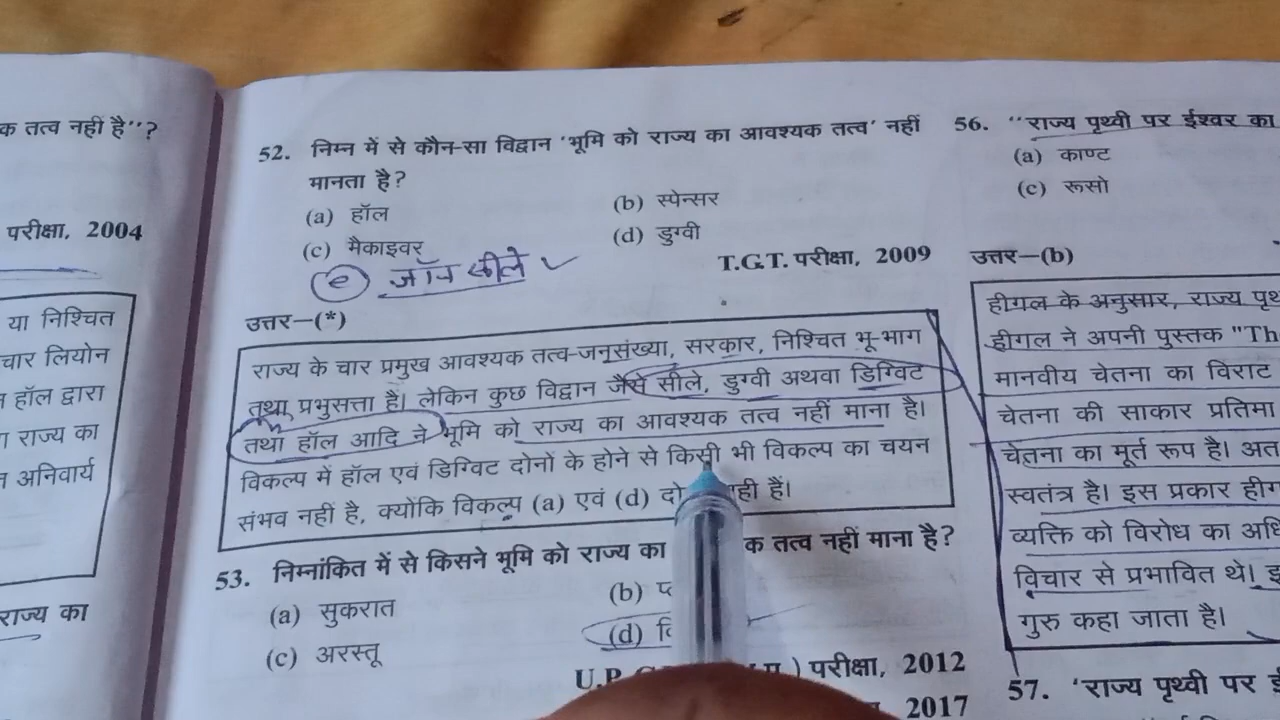 क तत्व नहीं है''?
परीक्षा, 2004
या निश्चित
चार लियोन
हॉल द्वारा
राज्य का
अनिवार्य
राज्य का
52. निम्न में से कौन-सा विद्वान 'भूमि को राज्य का आवश्यक तत्व' नहीं
मानता है?
(a) हॉल
(b) स्पेन्सर
(c) मैकाइवर
(d) डुग्वी
(e) जॉन सीले
T.G.T. परीक्षा, 2009
उत्तर—(*)
राज्य के चार प्रमुख आवश्यक तत्व-जनुसंख्या, सरकार, निश्चित भू-भाग
तथा प्रभुसत्ता है। लेकिन कुछ विद्वान जैसे सीले, डुग्वी अथवा डिग्विट
तथा हॉल आदि ने भूमि को राज्य का आवश्यक तत्व नहीं माना है।
विकल्प में हॉल एवं डिग्विट दोनों के होने से किसी भी विकल्प का चयन
संभव नहीं है, क्योंकि विकल्प (a) एवं (d) दो ही हैं।
53. निम्नांकित में से किसने भूमि को राज्य का क तत्व नहीं माना है?
(a) सुकरात
(b)
(c) अरस्तू
(d)
U.P. परीक्षा, 2012
2017
56. ''राज्य पृथ्वी पर ईश्वर का
(a) काण्ट
(c) रूसो
उत्तर—(b)
हीगल के अनुसार, राज्य पृथ
हीगल ने अपनी पुस्तक "Th
मानवीय चेतना का विराट
चेतना की साकार प्रतिमा
चेतना का मूर्त रूप है। अत
स्वतंत्र है। इस प्रकार हीग
व्यक्ति को विरोध का अधि
विचार से प्रभावित थे। इ
गुरु कहा जाता है।
57. 'राज्य पृथ्वी पर ई